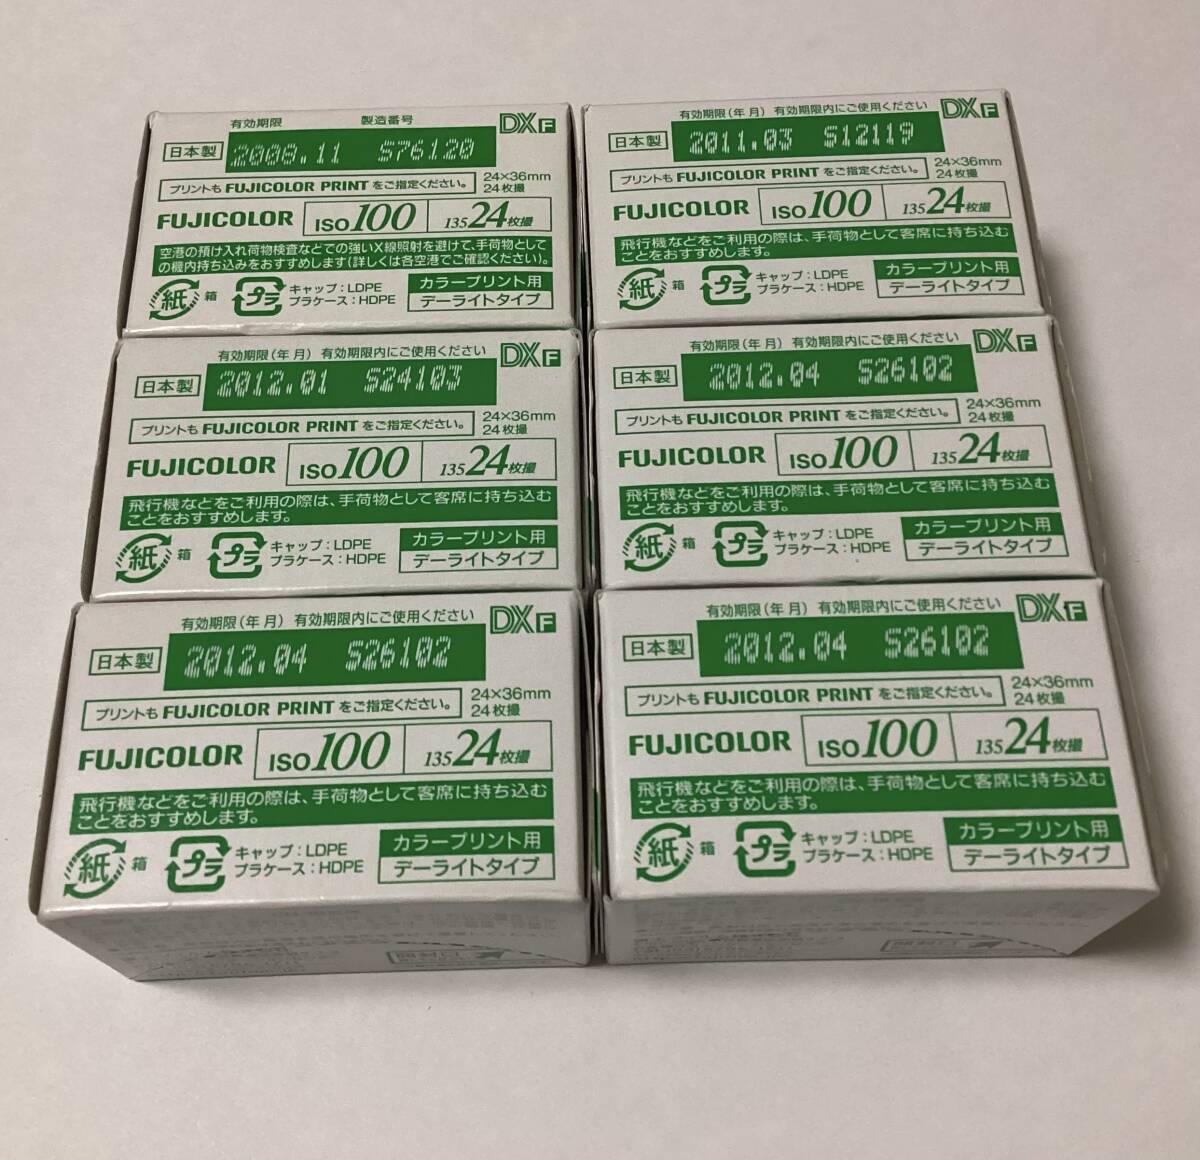 有効期限 製造番号 DX F
日本製 2008.11 S76120
プリントも FUJICOLOR PRINT をご指定ください。 24×36mm
24枚撮
FUJICOLOR ISO 100 135 24枚撮
空港の預け入れ荷物検査などでの強いX線照射を避けて、手荷物として
の機内持ち込みをおすすめします(詳しくは各空港でご確認ください)。
紙 箱 プラ キャップ:LDPE
プラケース:HDPE
カラープリント用
デーライトタイプ
有効期限(年月) 有効期限内にご使用ください DX F
日本製 2011.03 S12119
プリントも FUJICOLOR PRINT をご指定ください。 24×36mm
24枚撮
FUJICOLOR ISO 100 135 24枚撮
飛行機などをご利用の際は、手荷物として客席に持ち込む
ことをおすすめします。
紙 箱 プラ キャップ:LDPE
プラケース:HDPE
カラープリント用
デーライトタイプ
有効期限(年月) 有効期限内にご使用ください DX F
日本製 2012.01 S24103
プリントも FUJICOLOR PRINT をご指定ください。 24×36mm
24枚撮
FUJICOLOR ISO 100 135 24枚撮
飛行機などをご利用の際は、手荷物として客席に持ち込む
ことをおすすめします。
紙 箱 プラ キャップ:LDPE
プラケース:HDPE
カラープリント用
デーライトタイプ
有効期限(年月) 有効期限内にご使用ください DX F
日本製 2012.04 S26102
プリントも FUJICOLOR PRINT をご指定ください。 24×36mm
24枚撮
FUJICOLOR ISO 100 135 24枚撮
飛行機などをご利用の際は、手荷物として客席に持ち込む
ことをおすすめします。
紙 箱 プラ キャップ:LDPE
プラケース:HDPE
カラープリント用
デーライトタイプ
有効期限(年月) 有効期限内にご使用ください DX F
日本製 2012.04 S26102
プリントも FUJICOLOR PRINT をご指定ください。 24×36mm
24枚撮
FUJICOLOR ISO 100 135 24枚撮
飛行機などをご利用の際は、手荷物として客席に持ち込む
ことをおすすめします。
紙 箱 プラ キャップ:LDPE
プラケース:HDPE
カラープリント用
デーライトタイプ
有効期限(年月) 有効期限内にご使用ください DX F
日本製 2012.04 S26102
プリントも FUJICOLOR PRINT をご指定ください。 24×36mm
24枚撮
FUJICOLOR ISO 100 135 24枚撮
飛行機などをご利用の際は、手荷物として客席に持ち込む
ことをおすすめします。
紙 箱 プラ キャップ:LDPE
プラケース:HDPE
カラープリント用
デーライトタイプ